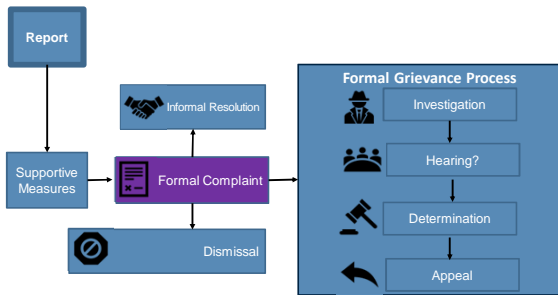 Report
Informal Resolution
Supportive
Measures
Formal Complaint
Dismissal
Formal Grievance Process
Investigation
Hearing?
Determination
Appeal